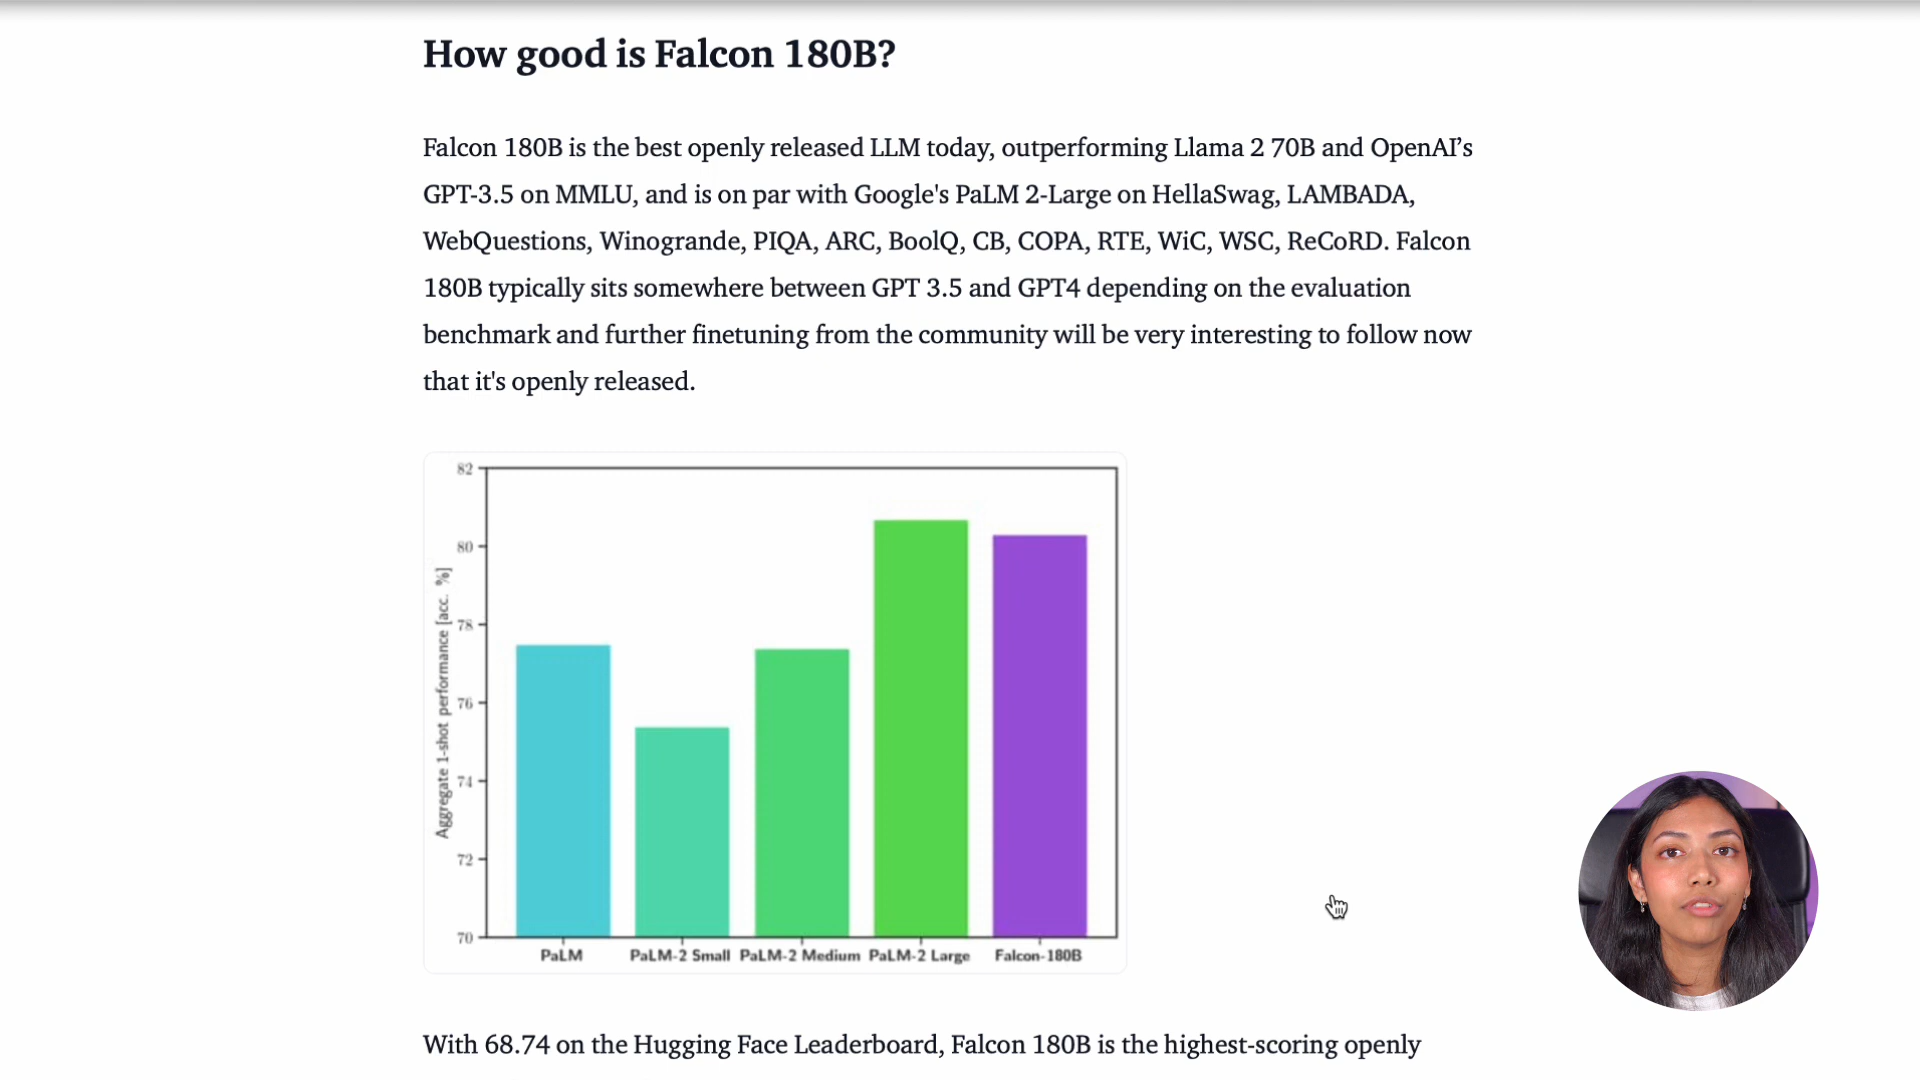 How good is Falcon 180B?
Falcon 180B is the best openly released LLM today, outperforming Llama 2 70B and OpenAI’s
GPT-3.5 on MMLU, and is on par with Google's PaLM 2-Large on HellaSwag, LAMBADA,
WebQuestions, Winogrande, PIQA, ARC, BoolQ, CB, COPA, RTE, WiC, WSC, ReCoRD. Falcon
180B typically sits somewhere between GPT 3.5 and GPT4 depending on the evaluation
benchmark and further finetuning from the community will be very interesting to follow now
that it's openly released.
Aggregate 1-shot performance [acc. %]
82
80
78
76
74
72
70
PaLM PaLM-2 Small PaLM-2 Medium PaLM-2 Large Falcon-180B
With 68.74 on the Hugging Face Leaderboard, Falcon 180B is the highest-scoring openly